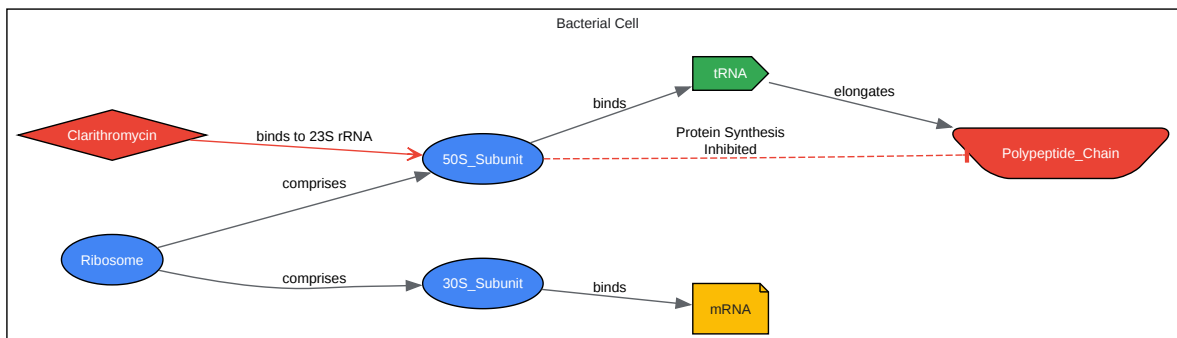 Bacterial Cell
tRNA
elongates
binds
Clarithromycin
binds to 23S rRNA
Protein Synthesis
Inhibited
50S_Subunit
Polypeptide_Chain
comprises
Ribosome
comprises
30S_Subunit
binds
mRNA